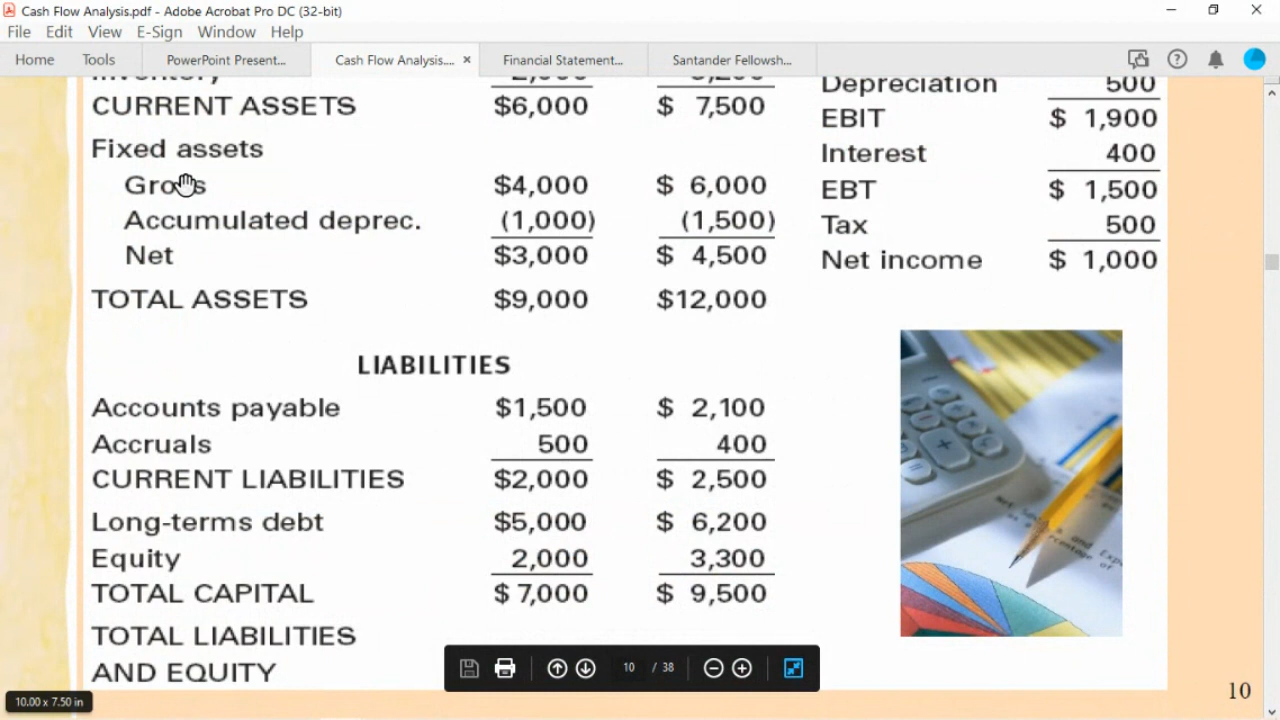 Cash Flow Analysis.pdf - Adobe Acrobat Pro DC (32-bit)
File Edit View E-Sign Window Help
Home Tools PowerPoint Present... Cash Flow Analysis.... × Financial Statement... Santander Fellowsh...
Inventory
CURRENT ASSETS $6,000 $ 7,500
Fixed assets
Gross $4,000 $ 6,000
Accumulated deprec. (1,000) (1,500)
Net $3,000 $ 4,500
TOTAL ASSETS $9,000 $12,000
Depreciation 500
EBIT $ 1,900
Interest 400
EBT $ 1,500
Tax 500
Net income $ 1,000
LIABILITIES
Accounts payable $1,500 $ 2,100
Accruals 500 400
CURRENT LIABILITIES $2,000 $ 2,500
Long-terms debt $5,000 $ 6,200
Equity 2,000 3,300
TOTAL CAPITAL $7,000 $ 9,500
TOTAL LIABILITIES
AND EQUITY
10 / 38
10.00 x 7.50 in
10